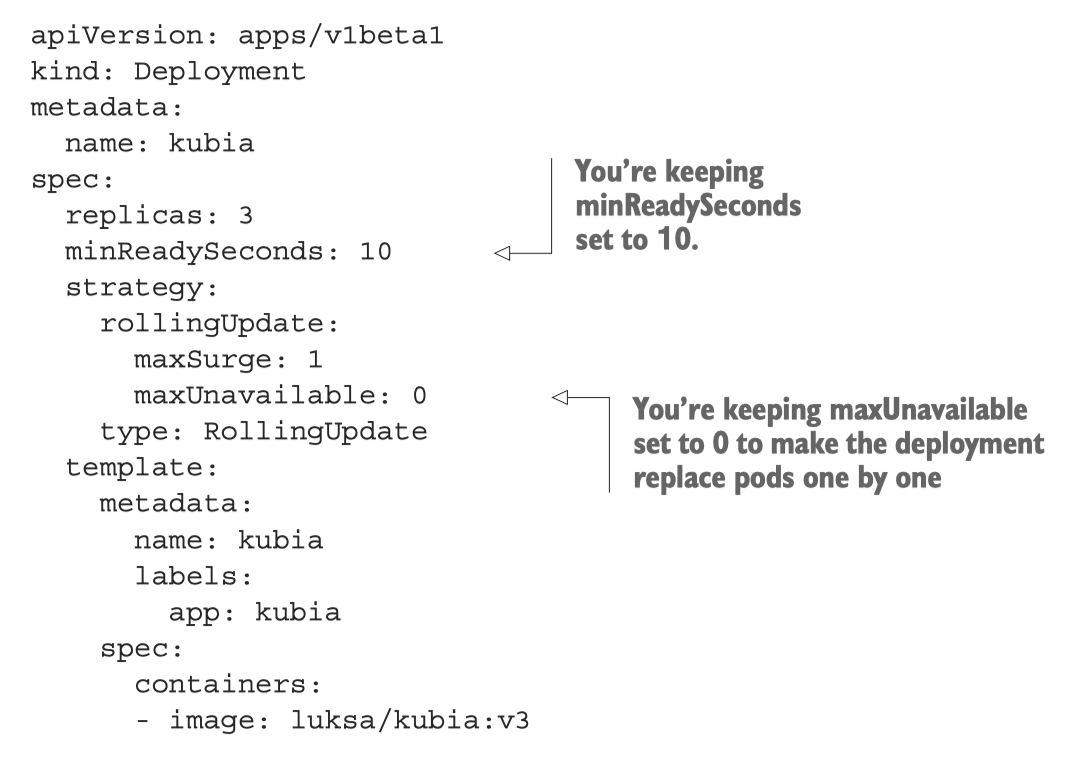 apiVersion: apps/v1beta1
kind: Deployment
metadata:
  name: kubia
spec:
  replicas: 3
  minReadySeconds: 10
  strategy:
    rollingUpdate:
      maxSurge: 1
      maxUnavailable: 0
    type: RollingUpdate
  template:
    metadata:
      name: kubia
      labels:
        app: kubia
    spec:
      containers:
      - image: luksa/kubia:v3
You’re keeping
minReadySeconds
set to 10.
You’re keeping maxUnavailable
set to 0 to make the deployment
replace pods one by one